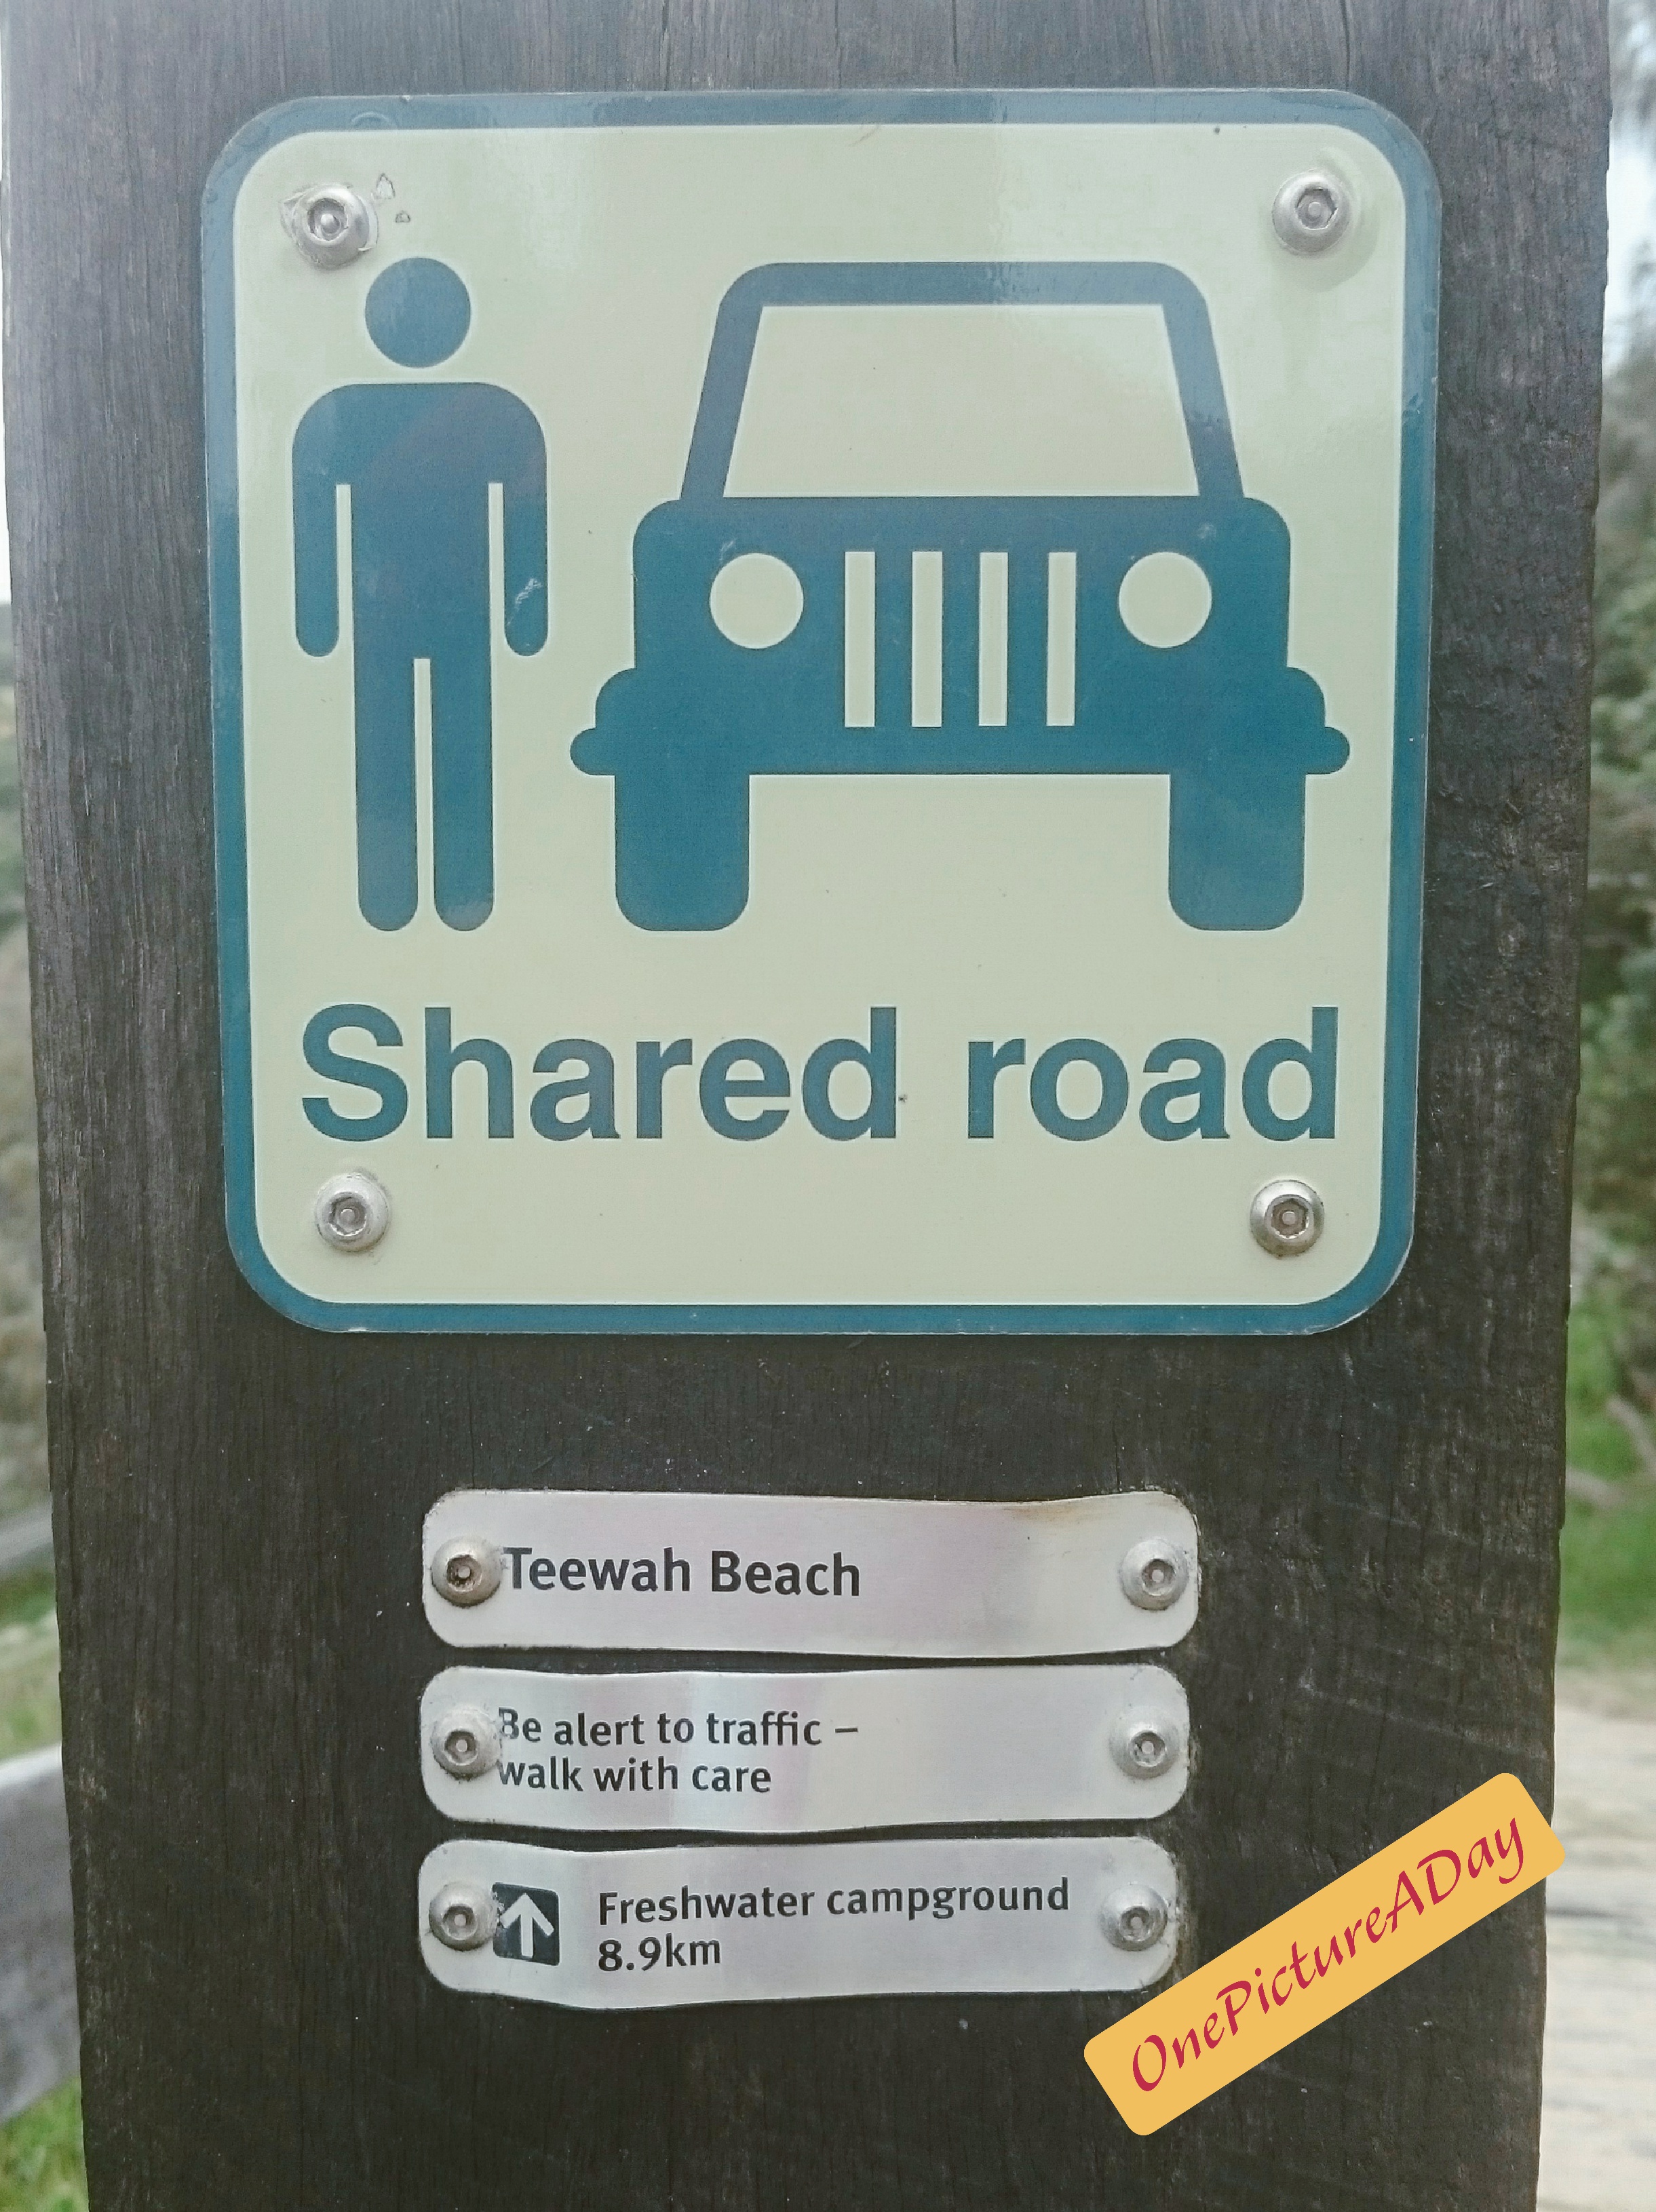 Shared road
Teewah Beach
Be alert to traffic –
walk with care
Freshwater campground
8.9km
OnePictureADay